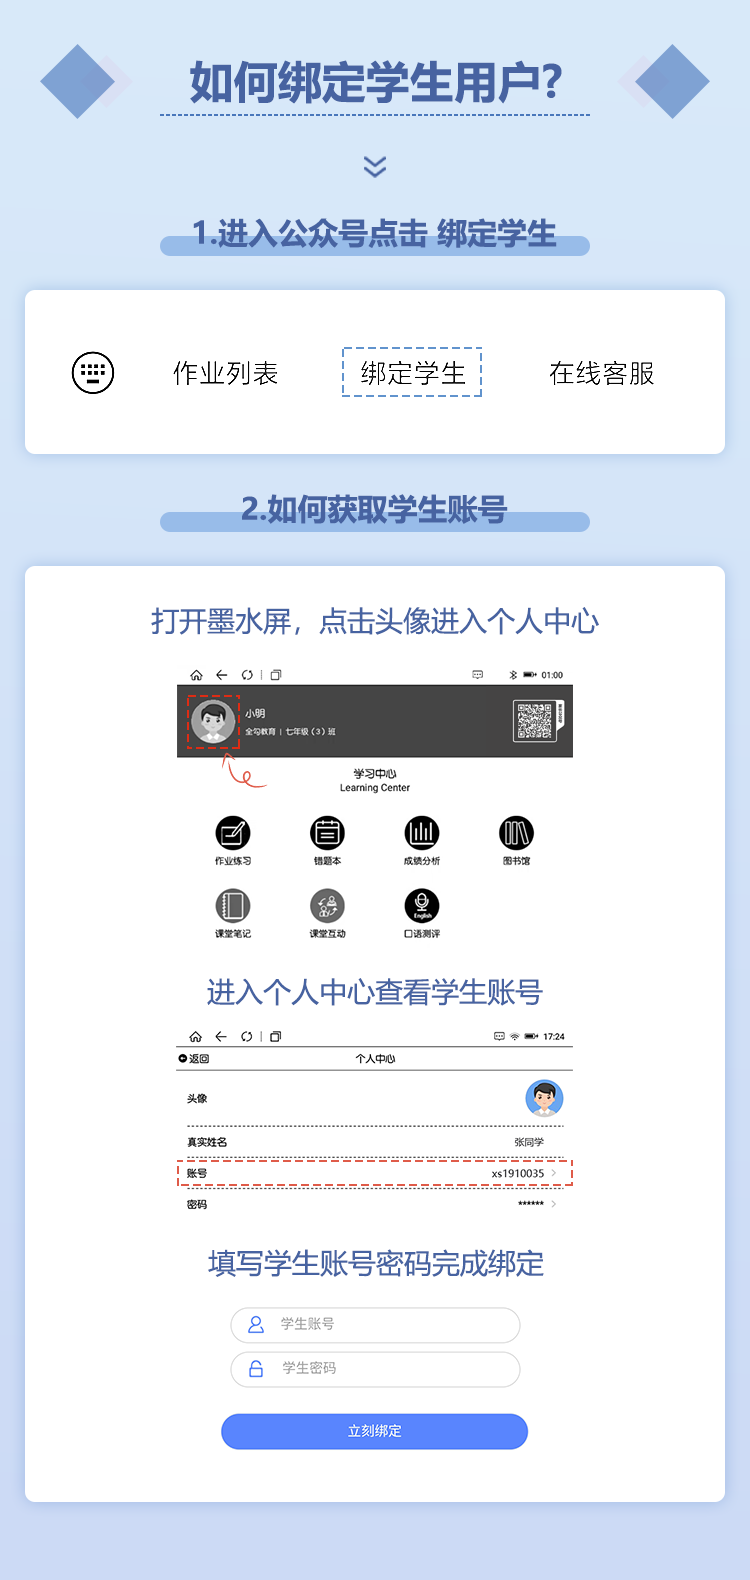 如何绑定学生用户?
1.进入公众号点击 绑定学生
作业列表
绑定学生
在线客服
2.如何获取学生账号
打开墨水屏，点击头像进入个人中心
01:00
小明
全勾教育 | 七年级（3）班
学习中心
Learning Center
作业练习
错题本
成绩分析
图书馆
English
课堂笔记
课堂互动
口语测评
进入个人中心查看学生账号
17:24
返回
个人中心
头像
真实姓名
张同学
账号
xs1910035
密码
******
填写学生账号密码完成绑定
学生账号
学生密码
立刻绑定